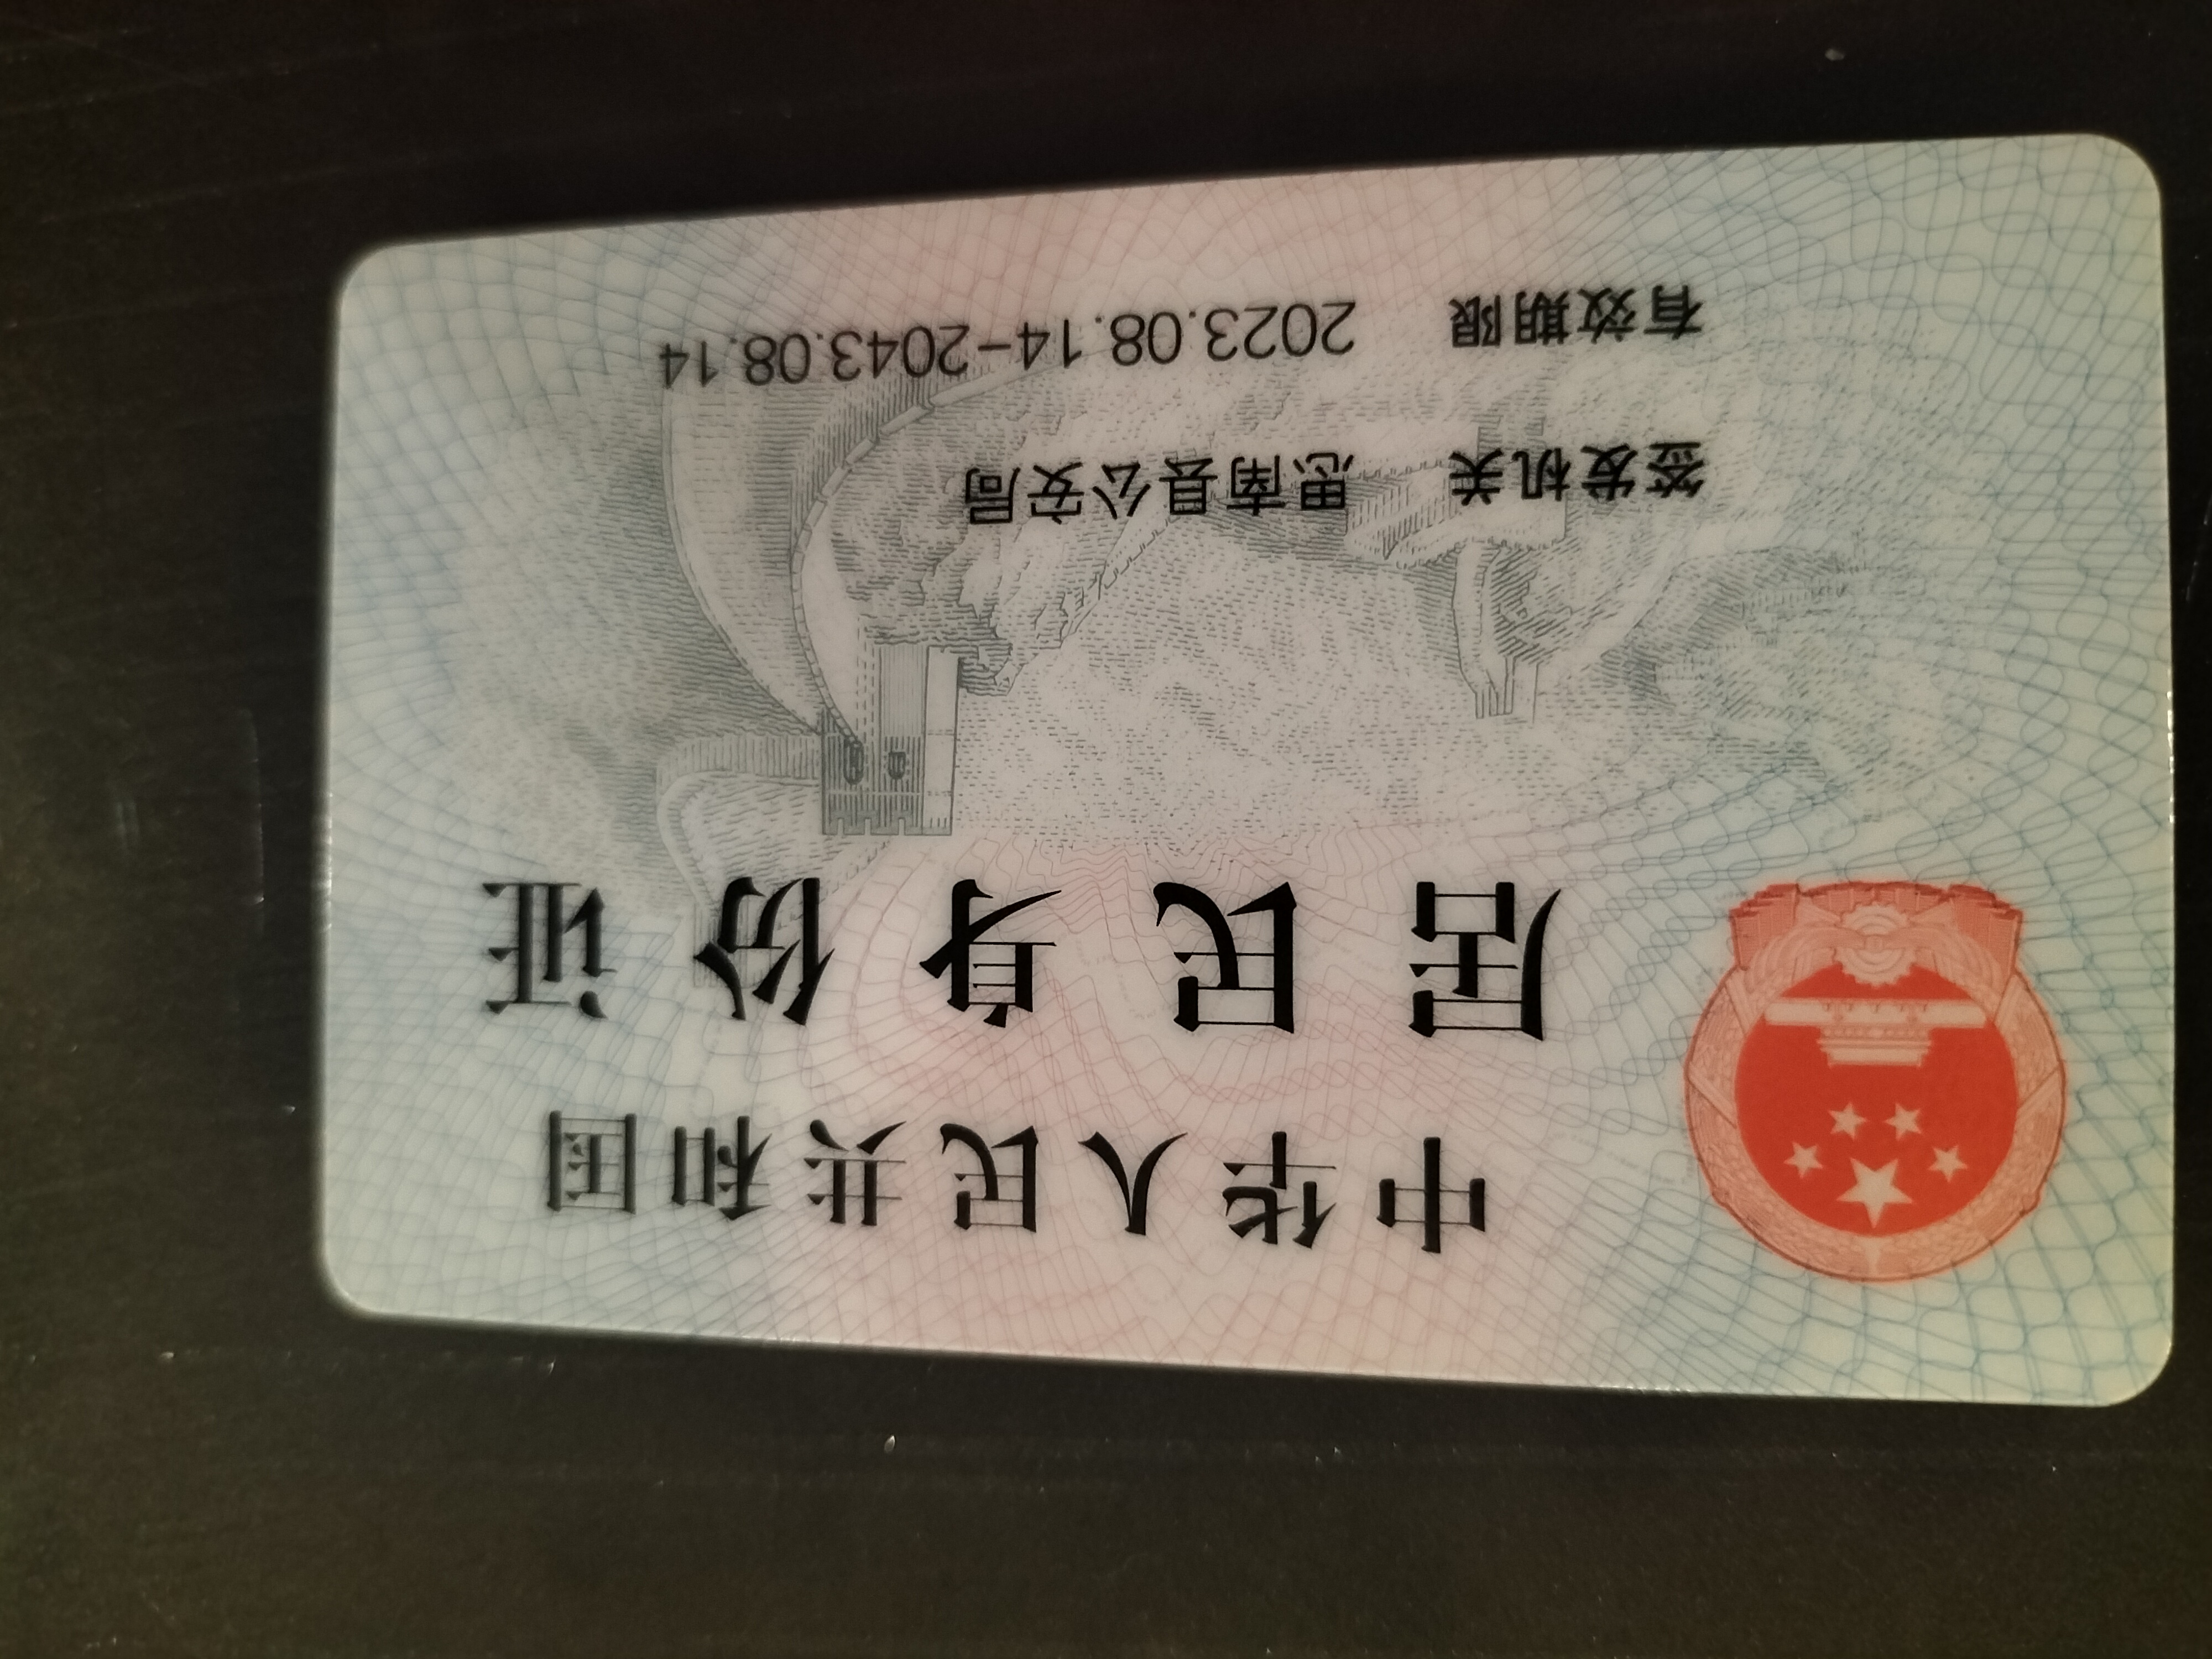 中华人民共和国
居民身份证
签发机关 思南县公安局
有效期限 2023.08.14-2043.08.14